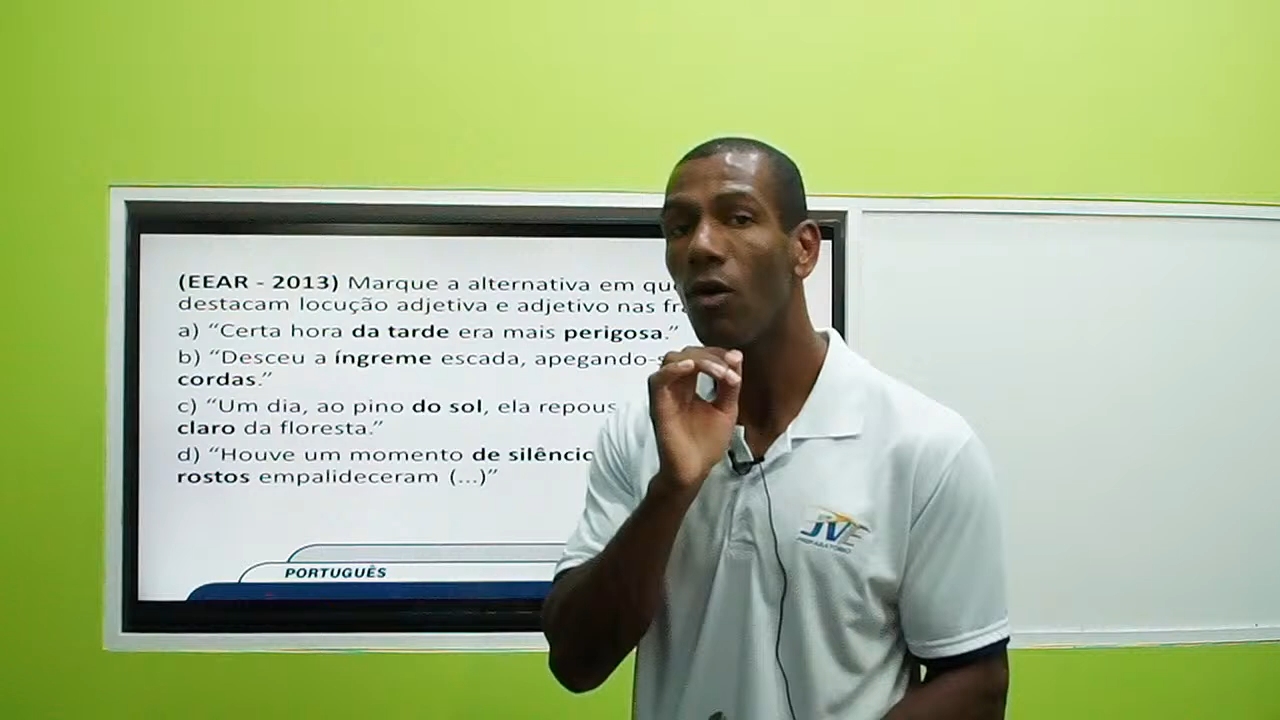 (EEAR - 2013) Marque a alternativa em que
destacam locução adjetiva e adjetivo nas
a) “Certa hora da tarde era mais perigosa.”
b) “Desceu a íngreme escada, apegando-
cordas.”
c) “Um dia, ao pino do sol, ela
claro da floresta.”
d) “Houve um momento de silêncio
rostos empalideceram (...)”
PORTUGUÊS
JVF
PREPARATÓRIO